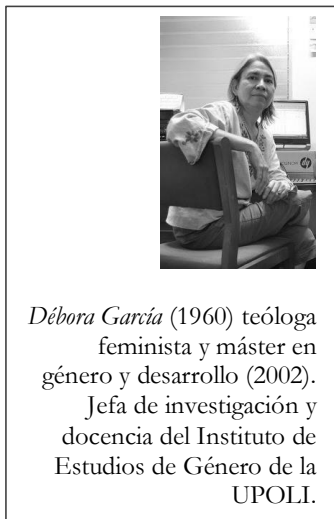 Débora García (1960) teóloga
feminista y máster en
género y desarrollo (2002).
Jefa de investigación y
docencia del Instituto de
Estudios de Género de la
UPOLI.